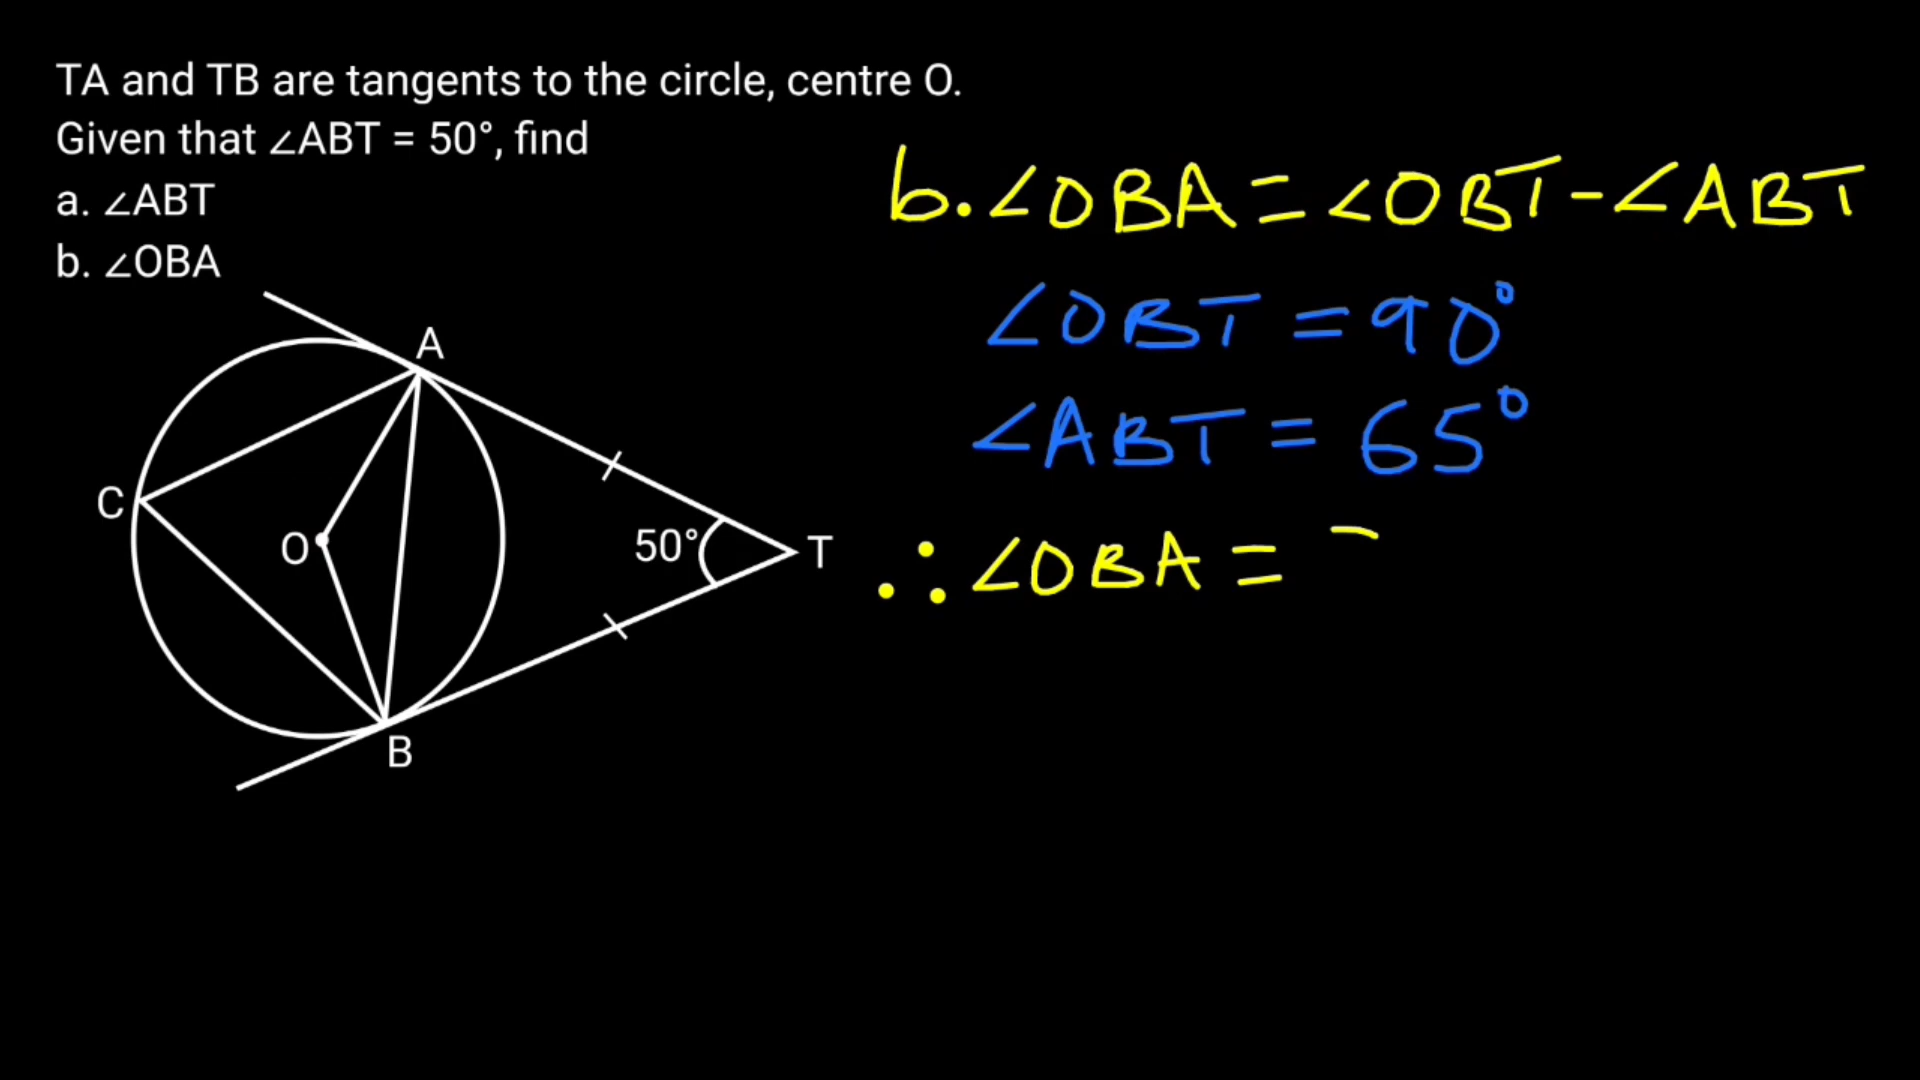 TA and TB are tangents to the circle, centre O.
Given that ∠ABT = 50°, find
a. ∠ABT
b. ∠OBA
b. ∠OBA = ∠OBT - ∠ABT
∠OBT = 90°
∠ABT = 65°
∴ ∠OBA =
A
C
O
50°
T
B